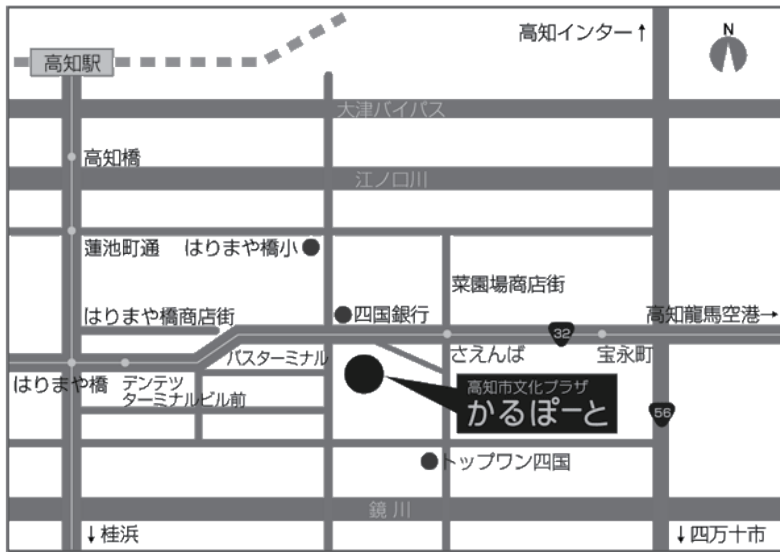 高知インター↑
N
高知駅
大津バイパス
高知橋
江ノ口川
蓮池町通
はりまや橋小
菜園場商店街
はりまや橋商店街
四国銀行
高知龍馬空港→
32
バスターミナル
さえんば
宝永町
はりまや橋
デンテツ
ターミナルビル前
高知市文化プラザ
かるぽーと
56
トップワン四国
鏡川
↓桂浜
↓四万十市